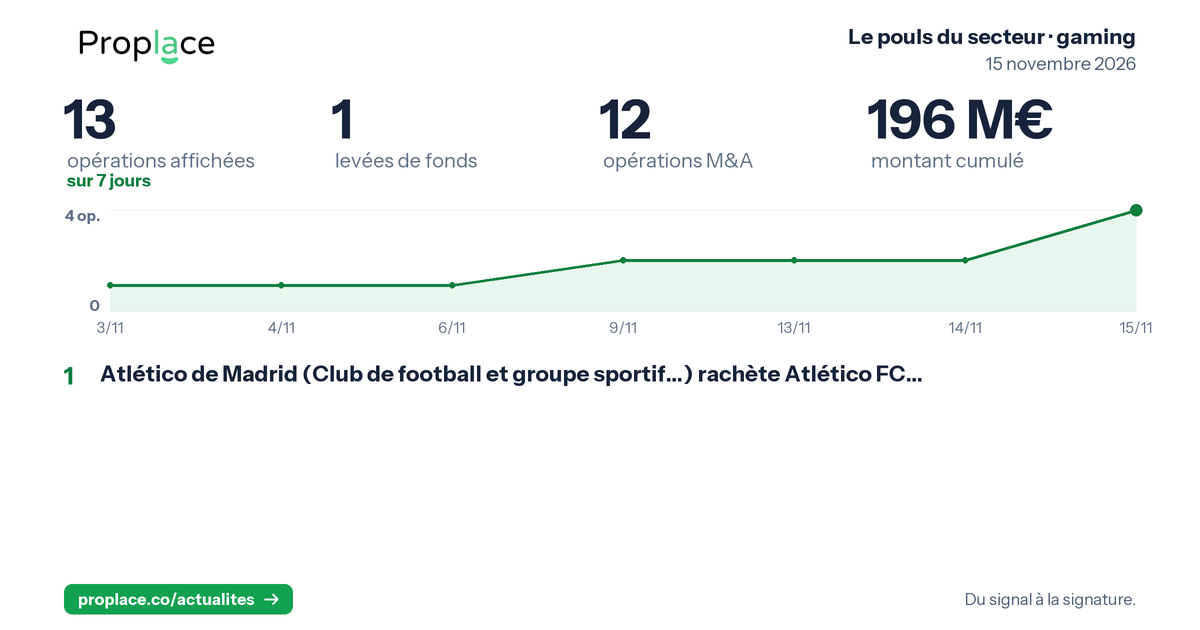 Proplace
Le pouls du secteur · gaming
15 novembre 2026
13
opérations affichées
sur 7 jours
1
levées de fonds
12
opérations M&A
196 M€
montant cumulé
4 op.
0
3/11
4/11
6/11
9/11
13/11
14/11
15/11
1 Atlético de Madrid (Club de football et groupe sportif...) rachète Atlético FC...
proplace.co/actualites →
Du signal à la signature.